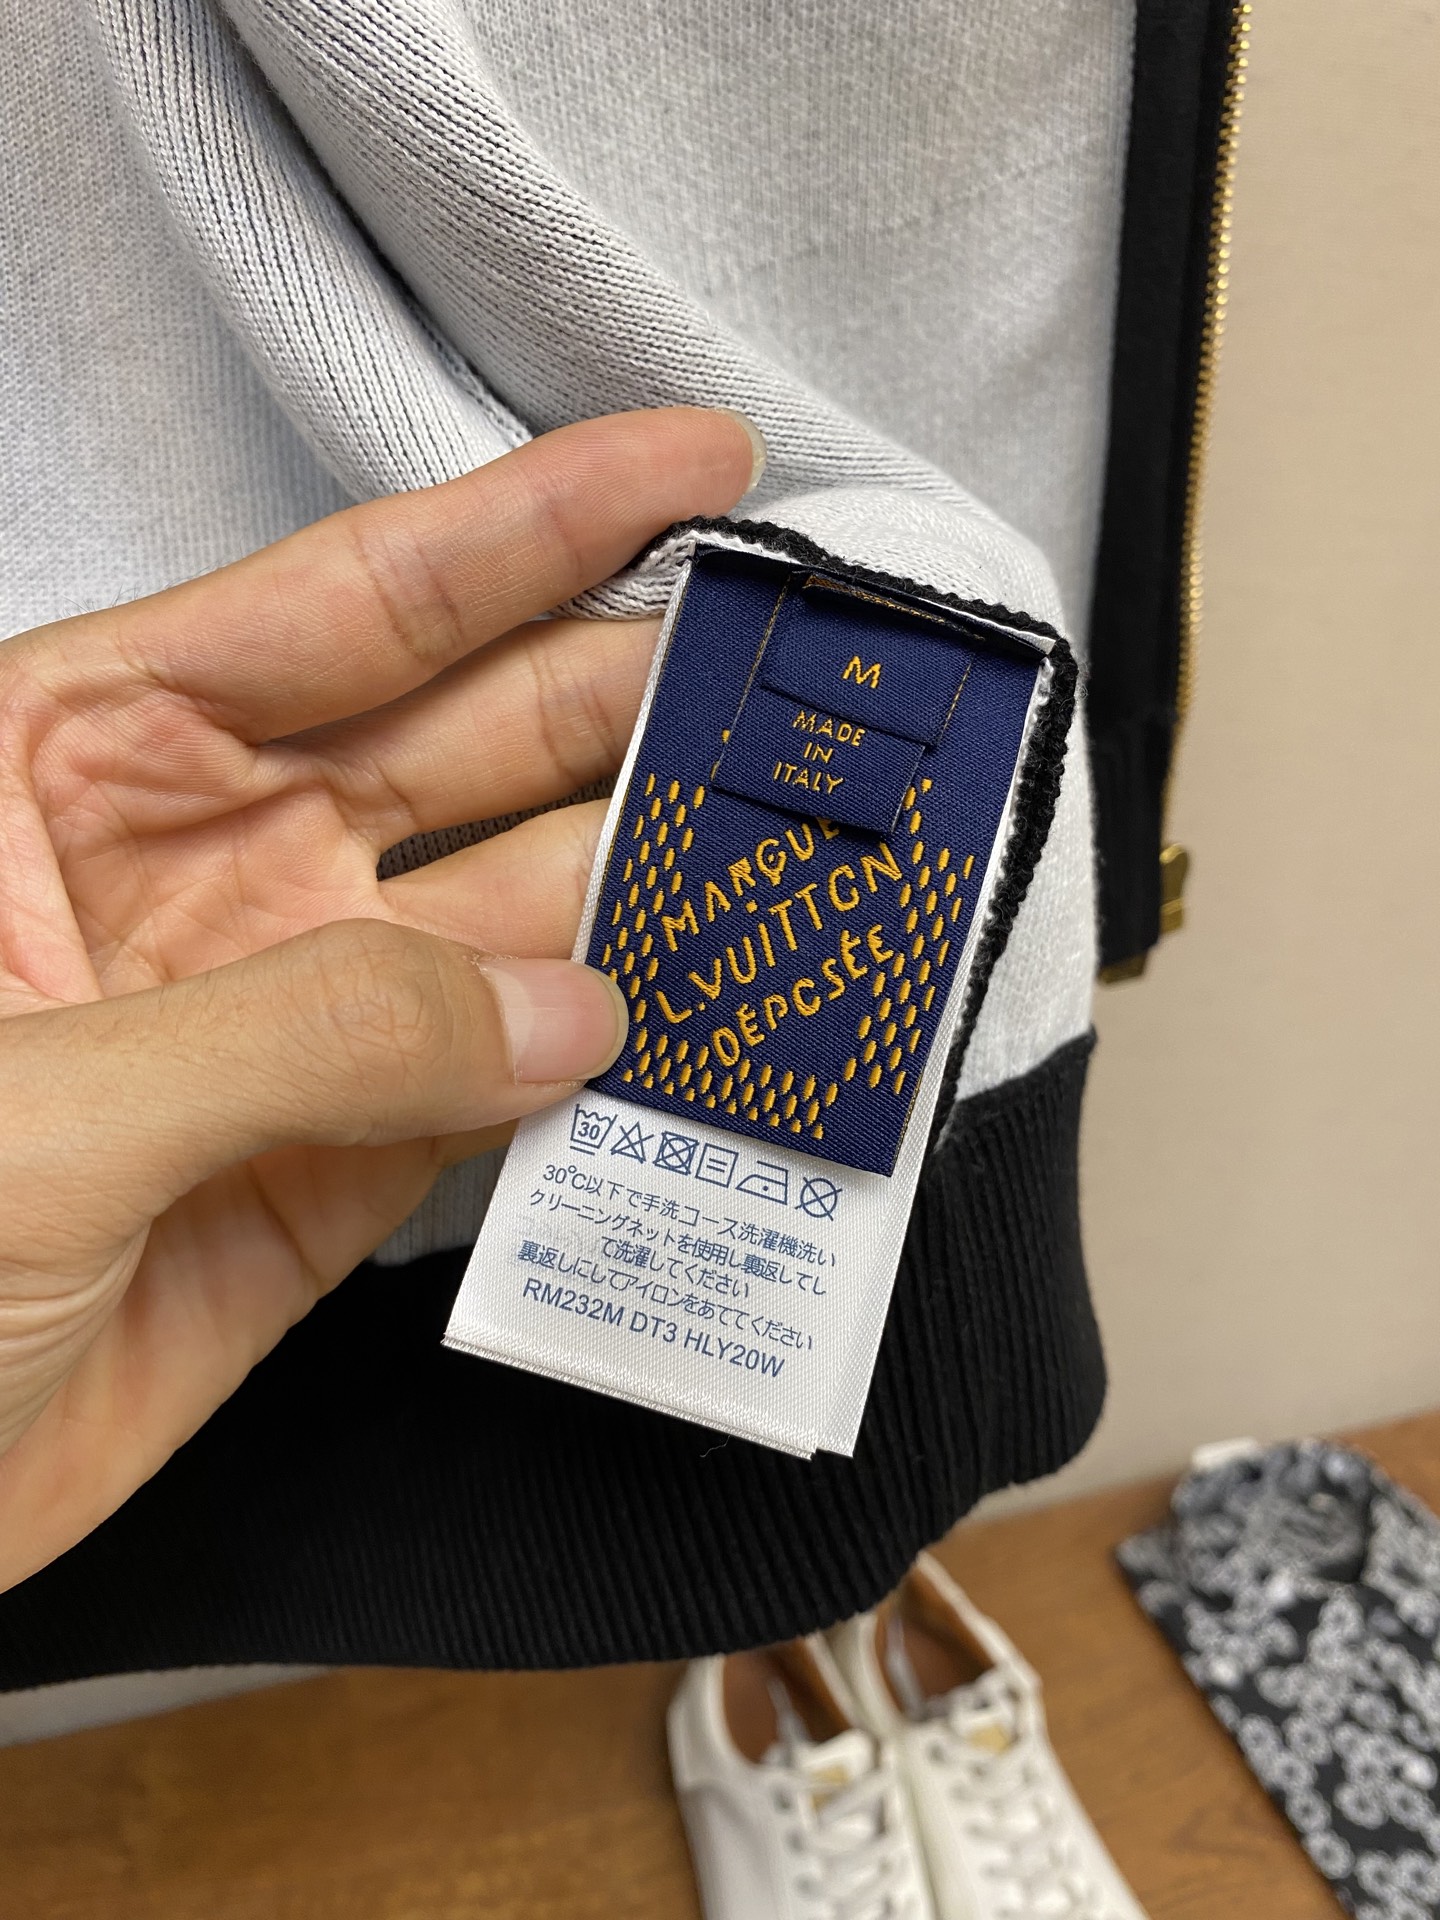 M
MADE
IN
ITALY
MARQUE
L.VUITTON
DÉPOSÉE
30
30℃以下で手洗コース洗濯機洗い
クリーニングネットを使用し裏返してし
て洗濯してください
裏返しにしてアイロンをあててください
RM232M DT3 HLY20W